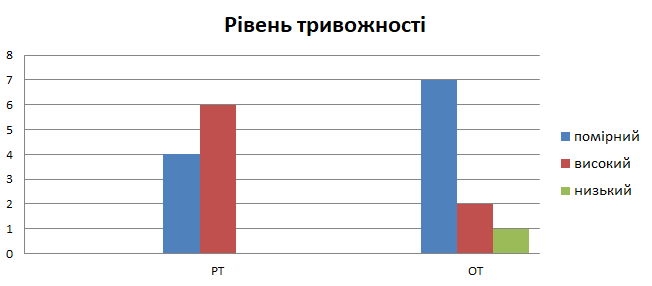 Рівень тривожності
8
7
6
5
4
3
2
1
0
РТ
ОТ
помірний
високий
низький